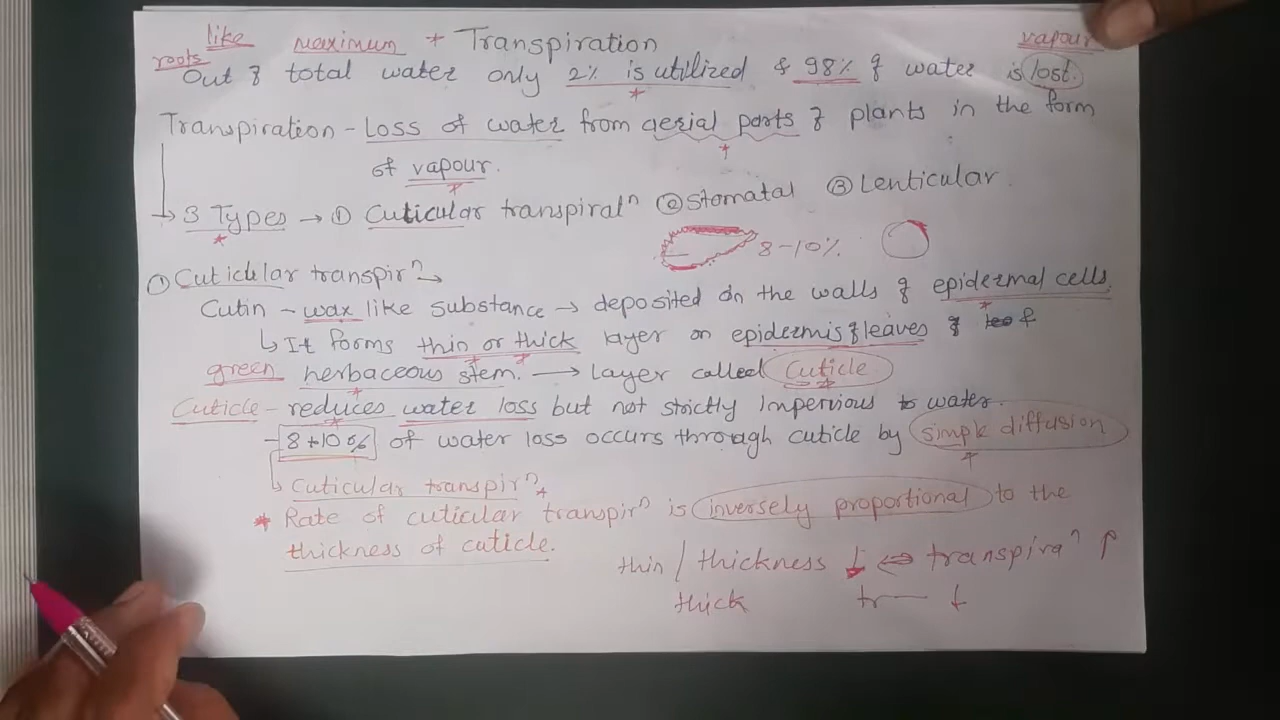 like maximum + Transpiration vapour
roots
Out of total water only 2% is utilized & 98% of water is lost.
Transpiration - Loss of water from aerial parts of plants in the form
of vapour.
→ 3 Types → ① Cuticular transpiralⁿ ② Stomatal ③ Lenticular.
8-10%
① Cuticular transpirⁿ
Cutin - wax like substance → deposited on the walls of epidermal cells.
↳ It forms thin or thick layer on epidermis of leaves &
green herbaceous stem. → Layer called cuticle
Cuticle - reduces water loss but not strictly impervious to water.
- 8 to 10% of water loss occurs through cuticle by simple diffusion
↳ Cuticular transpirⁿ
* Rate of cuticular transpirⁿ is inversely proportional to the
thickness of cuticle.
thin / thickness ↓ ⇔ transpiraⁿ ↑
thick tr— ↓